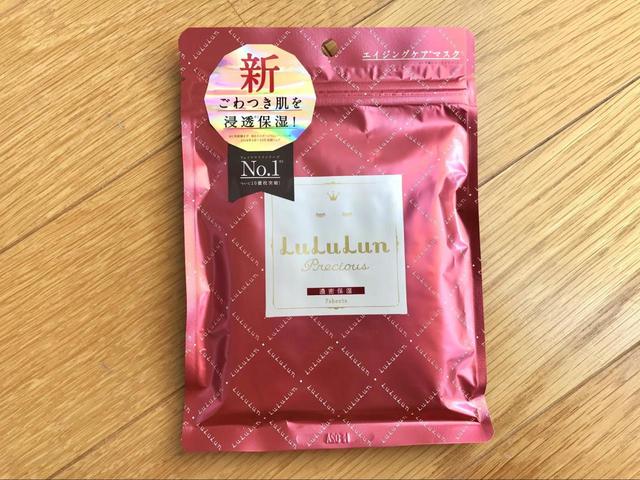 エイジングケア*マスク
新
ごわつき肌を
浸透*保湿!
No.1
LuLuLun
Precious
濃密保湿
7sheets